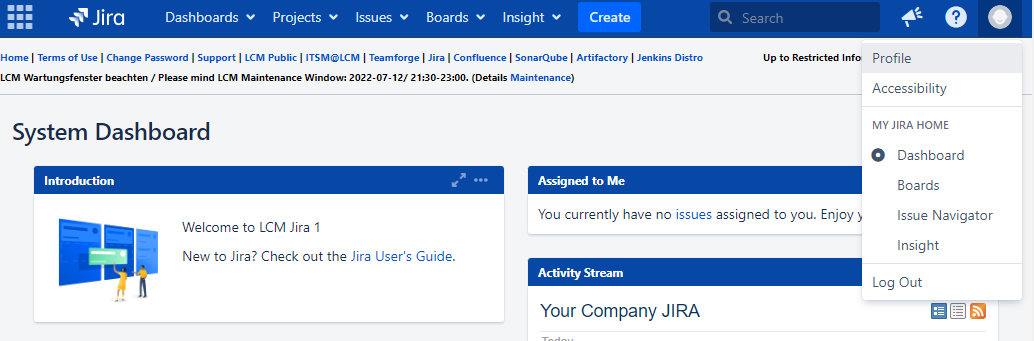 Jira Dashboards Projects Issues Boards Insight Create Search ?
Home | Terms of Use | Change Password | Support | LCM Public | ITSM@LCM | Teamforge | Jira | Confluence | SonarQube | Artifactory | Jenkins Distro Up to Restricted
LCM Wartungsfenster beachten / Please mind LCM Maintenance Window: 2022-07-12/ 21:30-23:00. (Details Maintenance)
Profile
Accessibility
MY JIRA HOME
Dashboard
Boards
Issue Navigator
Insight
Log Out
System Dashboard
Introduction
Welcome to LCM Jira 1
New to Jira? Check out the Jira User's Guide.
Assigned to Me
You currently have no issues assigned to you. Enjoy
Activity Stream
Your Company JIRA
Today